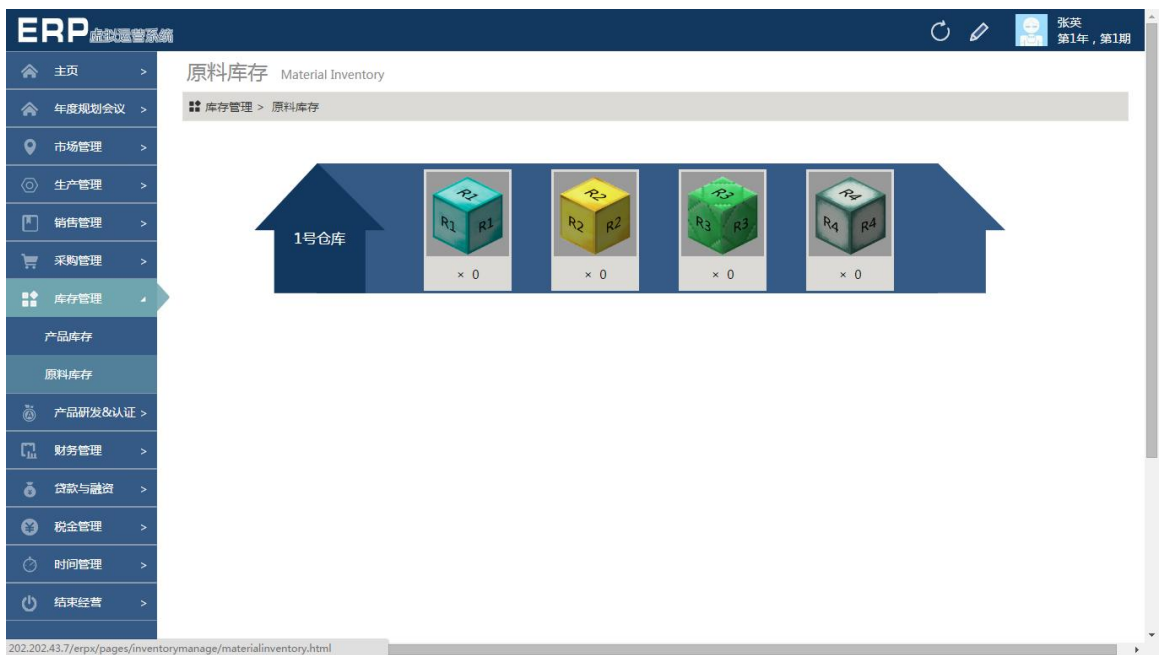 ERP虚拟运营系统
张英
第1年，第1期
主页 >
年度规划会议 >
市场管理 >
生产管理 >
销售管理 >
采购管理 >
库存管理
产品库存
原料库存
产品研发&认证 >
财务管理 >
贷款与融资 >
税金管理 >
时间管理 >
结束经营 >
原料库存 Material Inventory
库存管理 > 原料库存
1号仓库
R1 R1 R1
× 0
R2 R2 R2
× 0
R3 R3 R3
× 0
R4 R4 R4
× 0
202.202.43.7/erpx/pages/inventorymanage/materialinventory.html